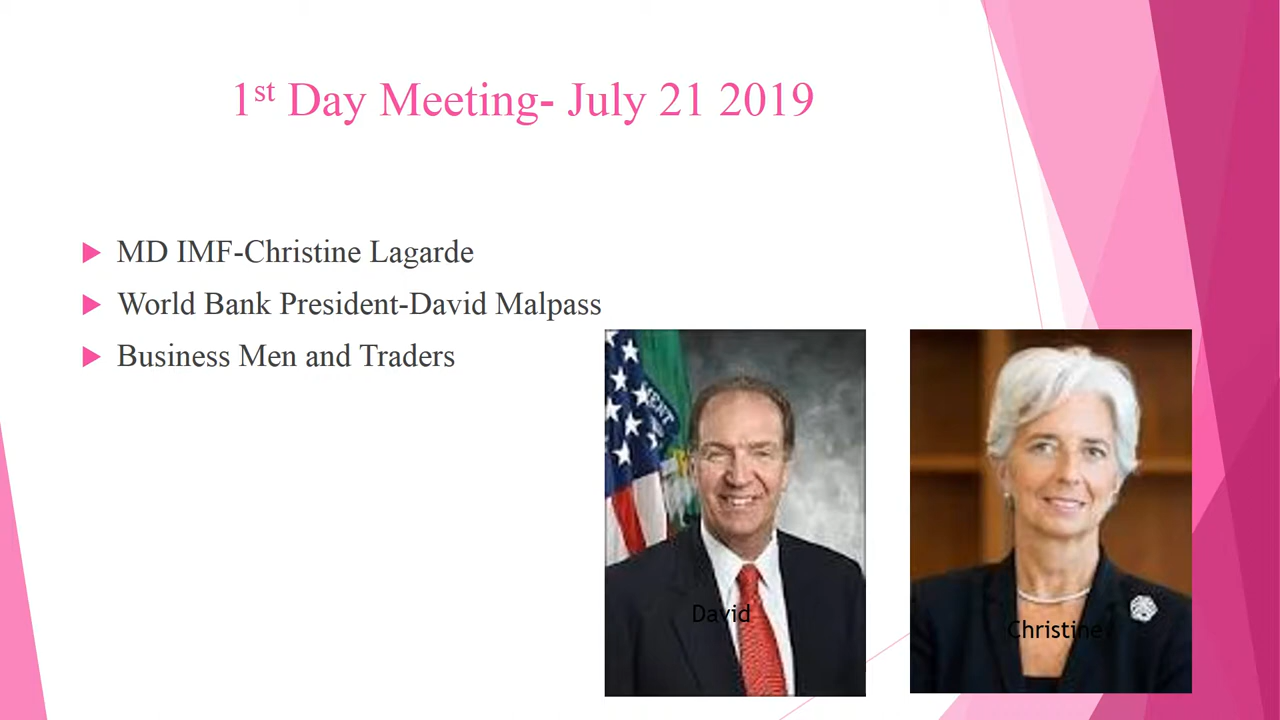 1st Day Meeting- July 21 2019
MD IMF-Christine Lagarde
World Bank President-David Malpass
Business Men and Traders
MENT
David
Christine